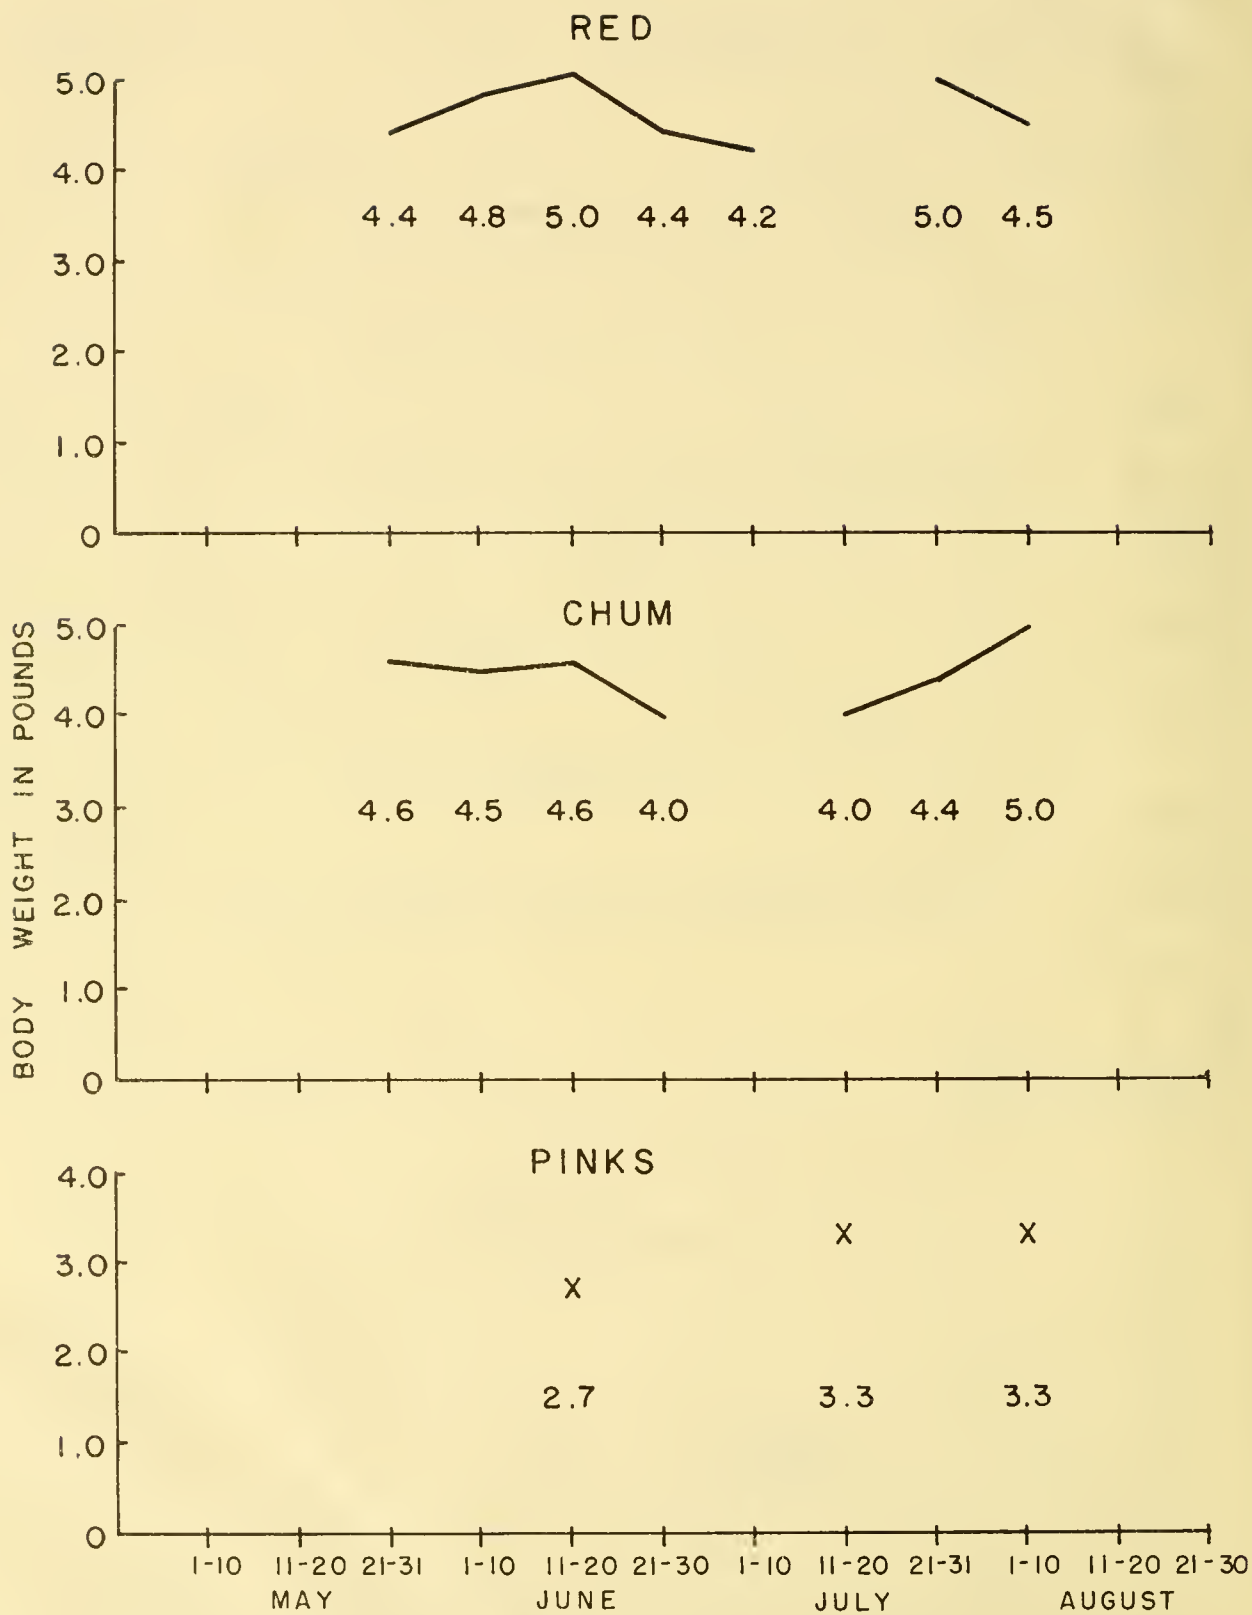 RED
5.0
4.0
4.4 4.8 5.0 4.4 4.2 5.0 4.5
3.0
2.0
1.0
0
BODY WEIGHT IN POUNDS
CHUM
5.0
4.0
3.0 4.6 4.5 4.6 4.0 4.0 4.4 5.0
2.0
1.0
0
PINKS
4.0
X X
3.0
X
2.0
2.7 3.3 3.3
1.0
0
1-10 11-20 21-31 1-10 11-20 21-30 1-10 11-20 21-31 1-10 11-20 21-30
MAY JUNE JULY AUGUST